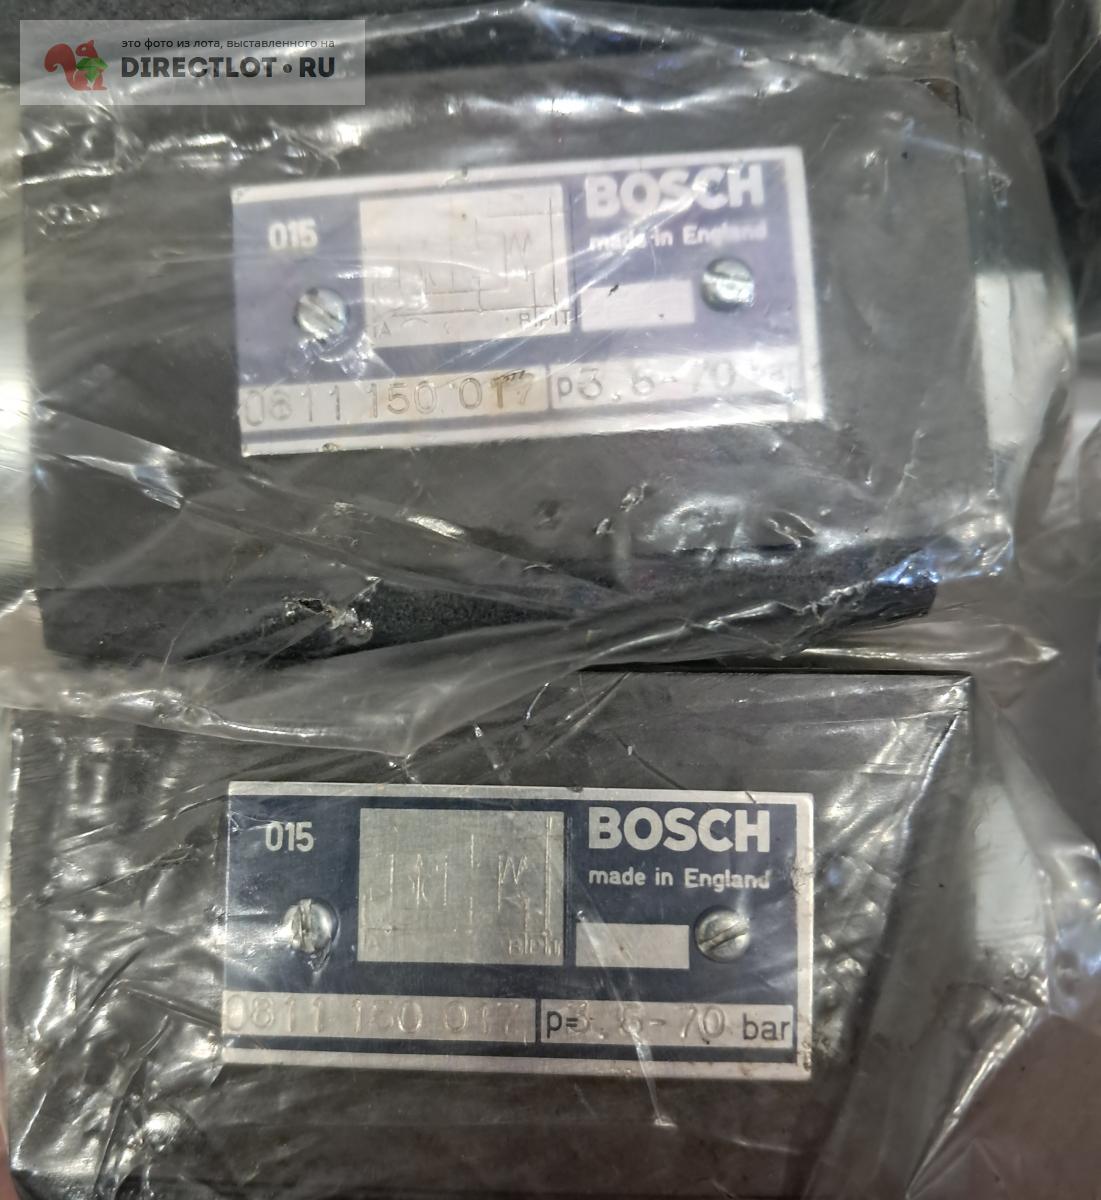 это фото из лота, выставленного на
DIRECTLOT.RU
015
BOSCH
made in England
A
B P T
0811 150 017
p3.5-70
015
BOSCH
made in England
B P T
0811 150 017
p=3.5-70 bar